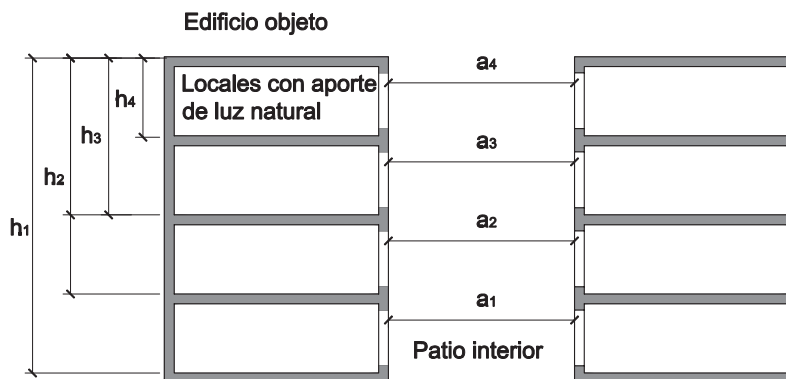 Edificio objeto
Locales con aporte
de luz natural
h4
h3
h2
h1
a4
a3
a2
a1
Patio interior